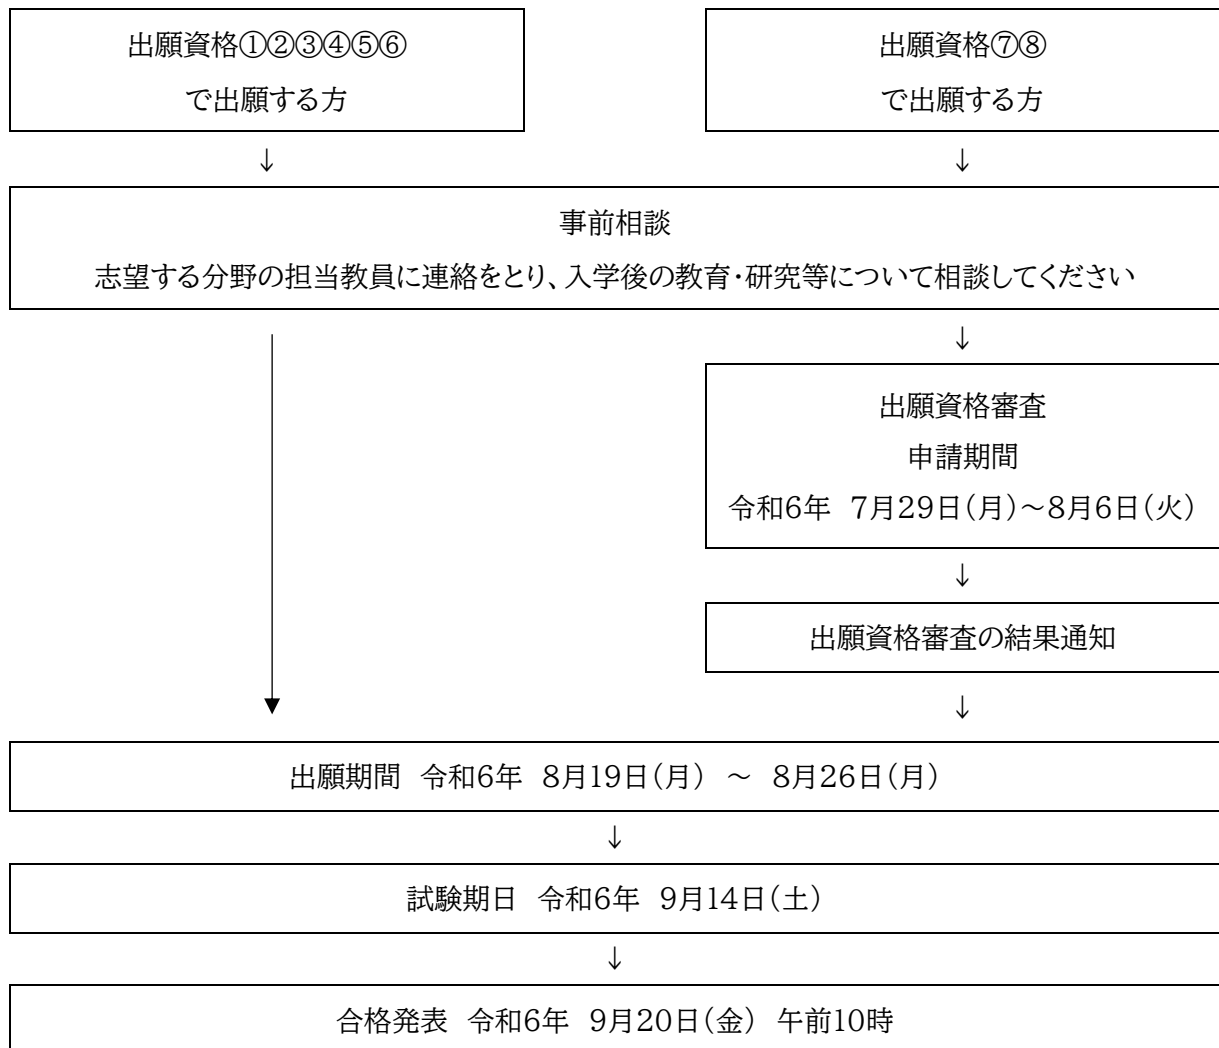 出願資格①②③④⑤⑥
で出願する方
出願資格⑦⑧
で出願する方
↓
↓
事前相談
志望する分野の担当教員に連絡をとり、入学後の教育・研究等について相談してください
↓
出願資格審査
申請期間
令和6年 7月29日(月)~8月6日(火)
↓
出願資格審査の結果通知
↓
出願期間 令和6年 8月19日(月) ~ 8月26日(月)
↓
試験期日 令和6年 9月14日(土)
↓
合格発表 令和6年 9月20日(金) 午前10時